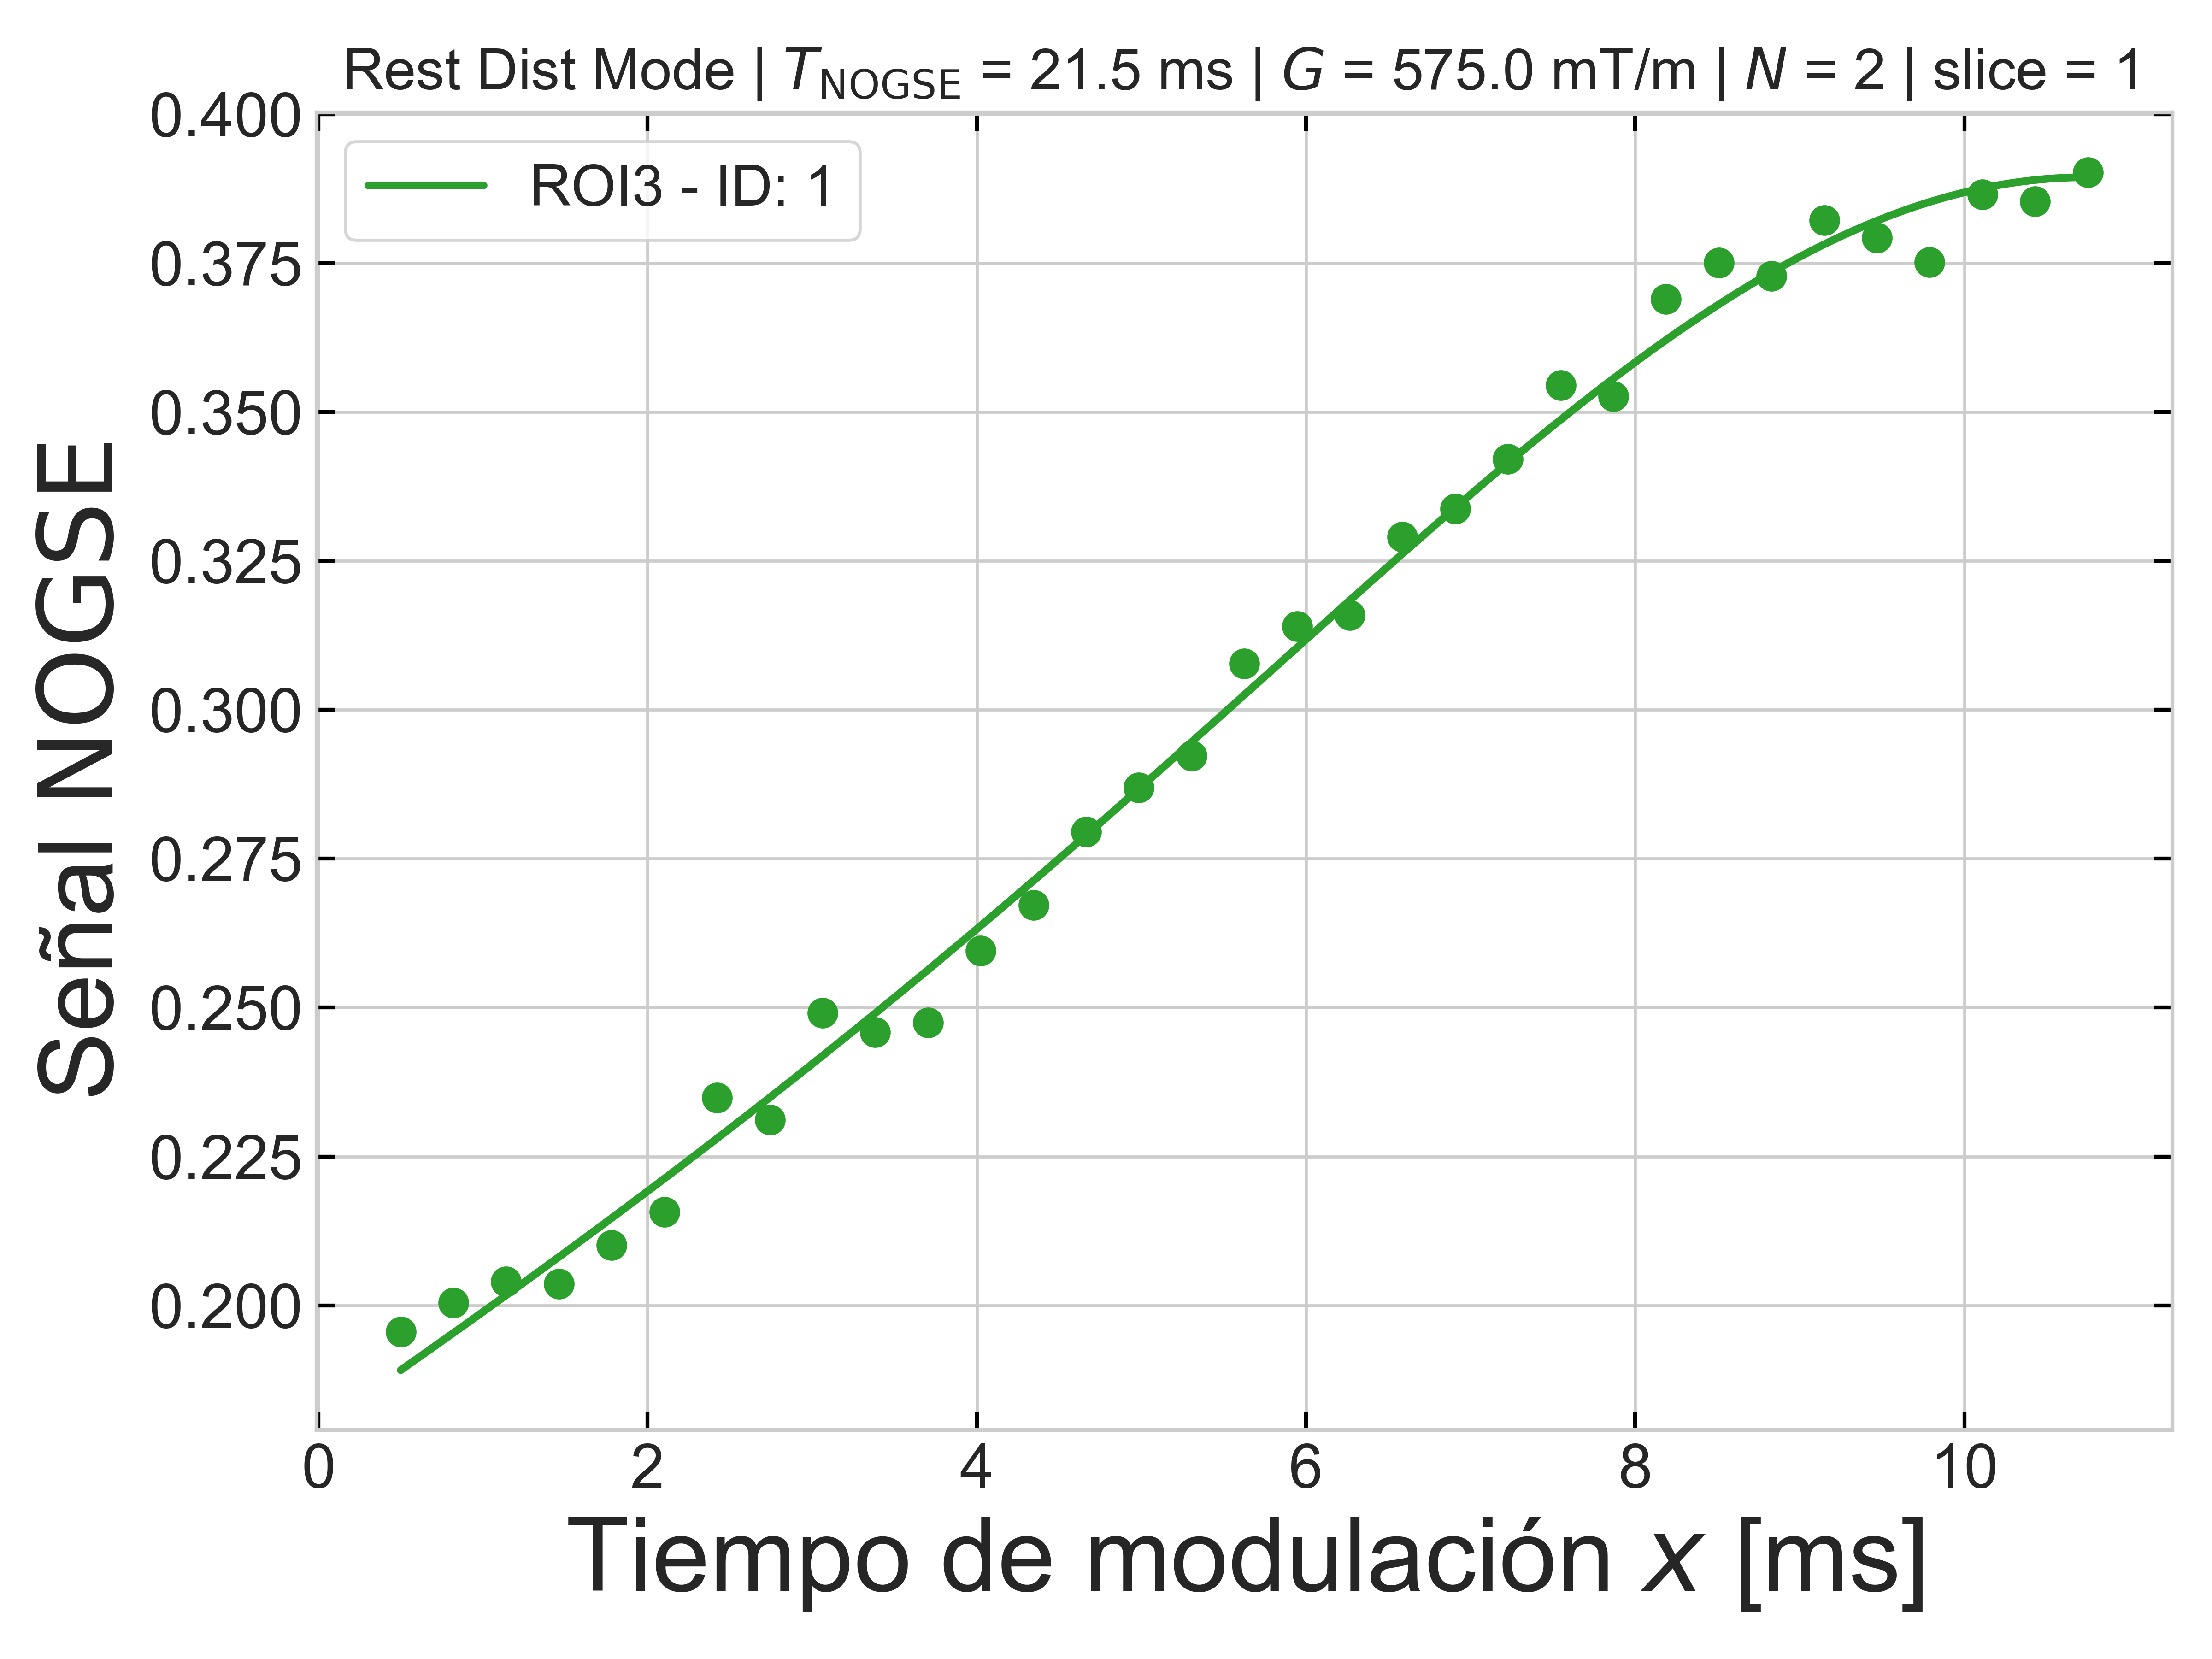 Rest Dist Mode | T_NOGSE = 21.5 ms | G = 575.0 mT/m | N = 2 | slice = 1
ROI3 - ID: 1
Señal NOGSE
0.400
0.375
0.350
0.325
0.300
0.275
0.250
0.225
0.200
0 2 4 6 8 10
Tiempo de modulación x [ms]